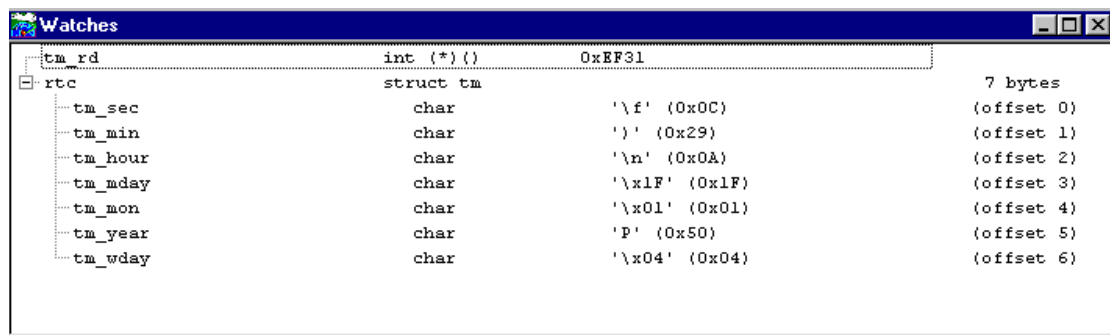 Watches
tm_rd int (*)() 0xEF31
rtc struct tm 7 bytes
tm_sec char '\f' (0x0C) (offset 0)
tm_min char ')' (0x29) (offset 1)
tm_hour char '\n' (0x0A) (offset 2)
tm_mday char '\x1F' (0x1F) (offset 3)
tm_mon char '\x01' (0x01) (offset 4)
tm_year char 'P' (0x50) (offset 5)
tm_wday char '\x04' (0x04) (offset 6)